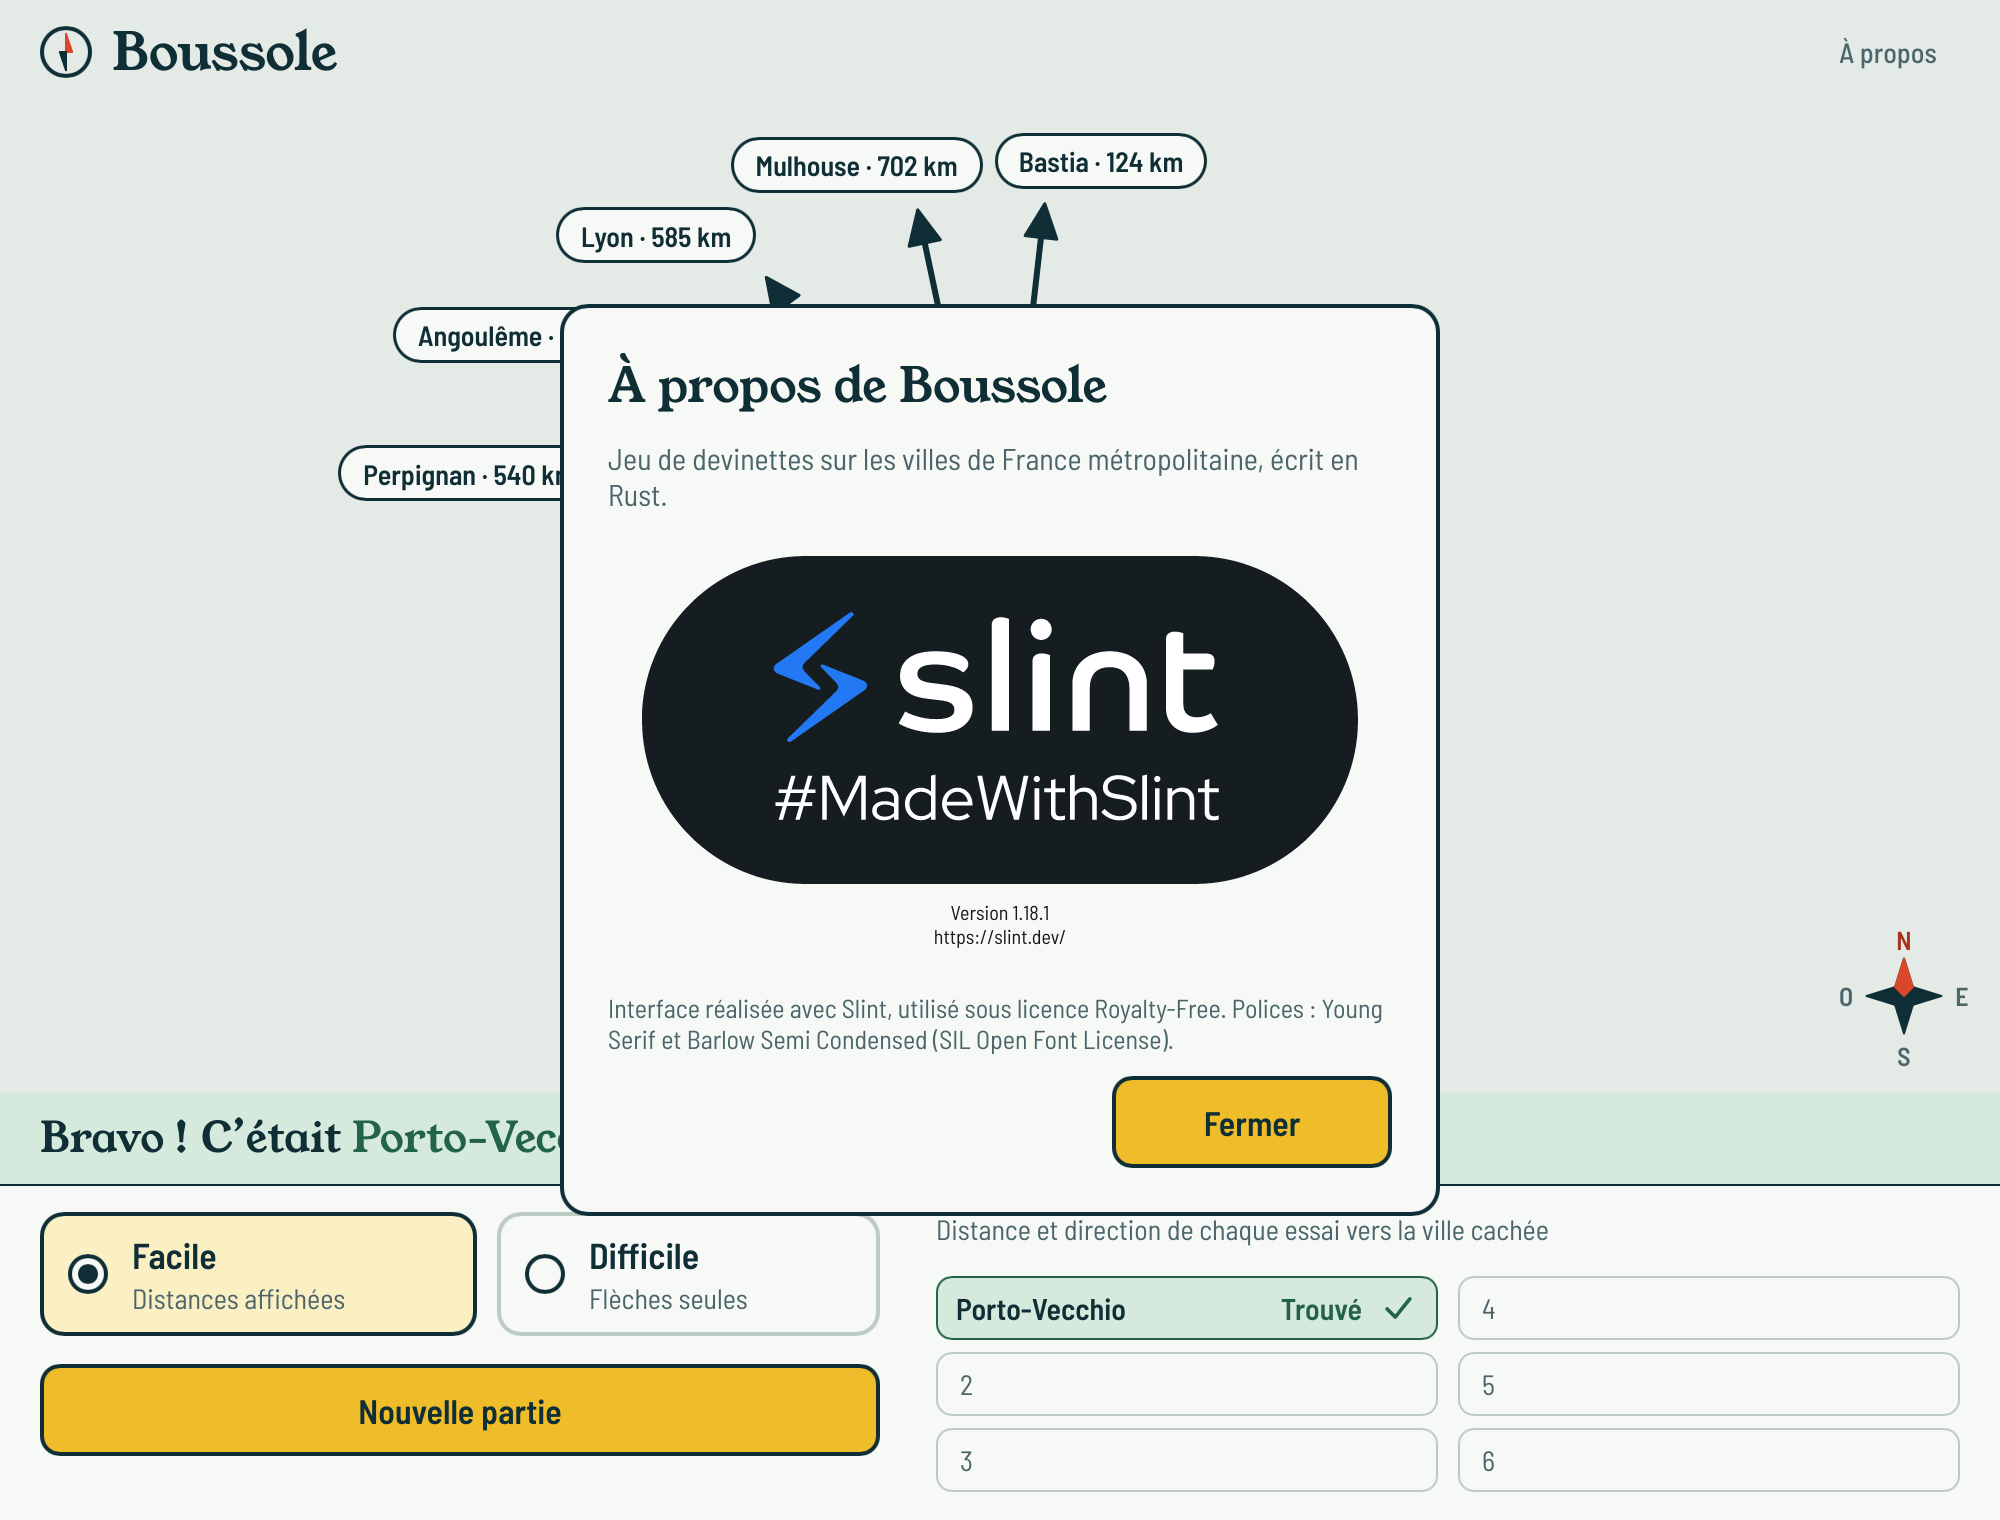 Boussole
À propos
Mulhouse · 702 km
Bastia · 124 km
Lyon · 585 km
Angoulême ·
Perpignan · 540
À propos de Boussole
Jeu de devinettes sur les villes de France métropolitaine, écrit en
Rust.
slint
#MadeWithSlint
Version 1.18.1
https://slint.dev/
Interface réalisée avec Slint, utilisé sous licence Royalty-Free. Polices : Young
Serif et Barlow Semi Condensed (SIL Open Font License).
Fermer
N
O
E
S
Bravo ! C’était
Facile
Distances affichées
Difficile
Flèches seules
Nouvelle partie
Distance et direction de chaque essai vers la ville cachée
Porto-Vecchio
Trouvé
4
2
5
3
6